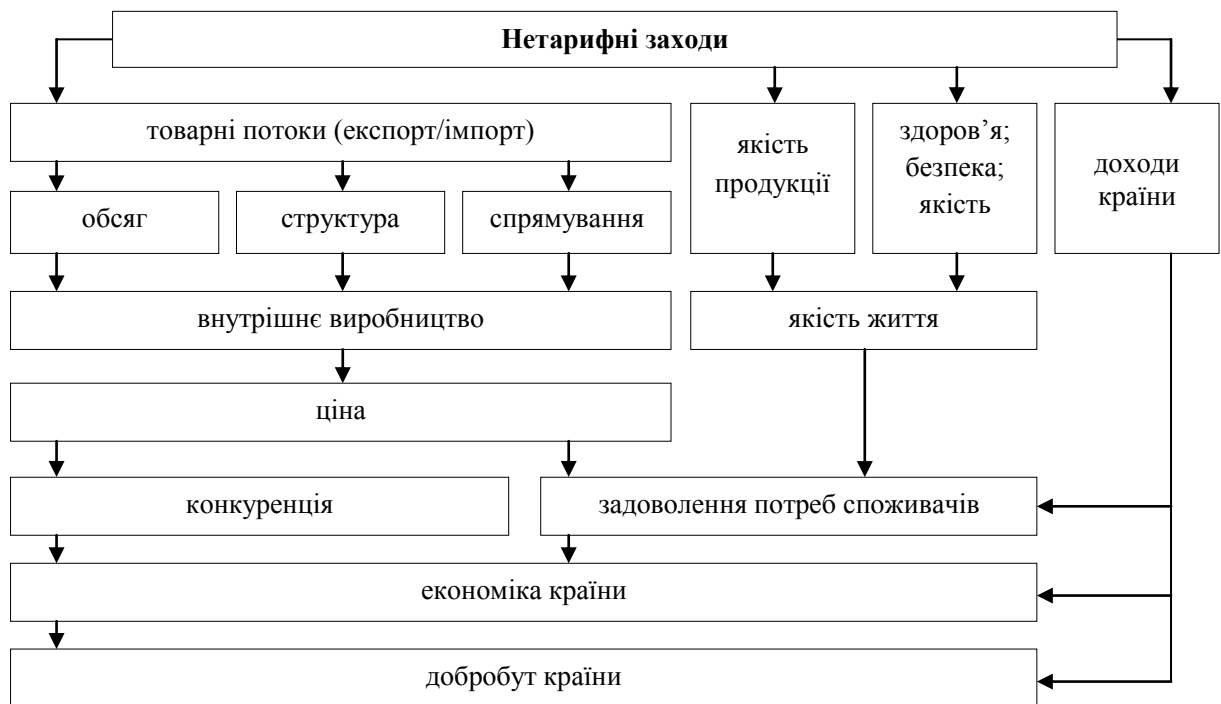 Нетарифні заходи
товарні потоки (експорт/імпорт)
якість
продукції
здоров’я;
безпека;
якість
доходи
країни
обсяг
структура
спрямування
внутрішнє виробництво
якість життя
ціна
конкуренція
задоволення потреб споживачів
економіка країни
добробут країни